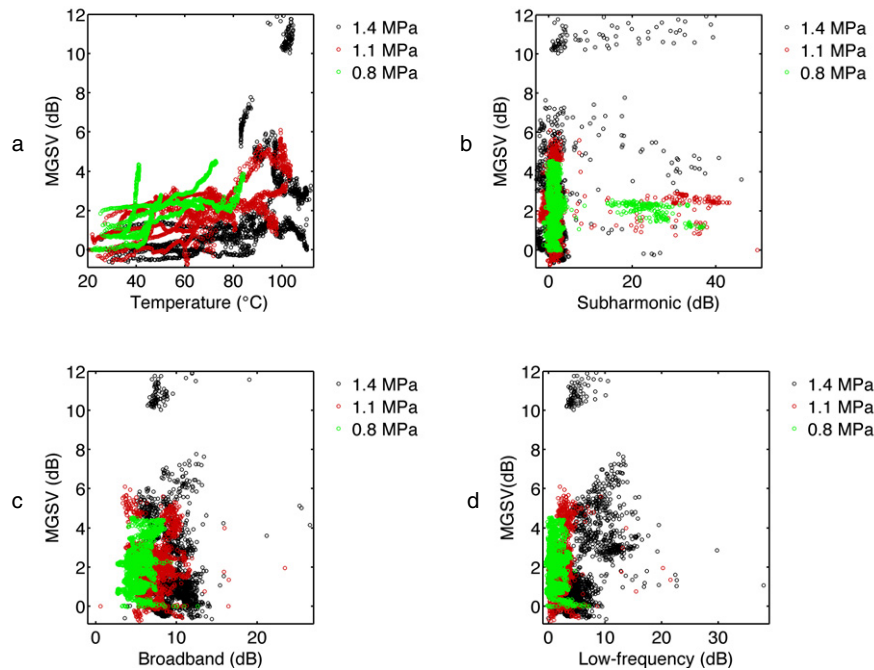 12
10
8
6
4
2
0
MGSV (dB)
20 40 60 80 100
Temperature (°C)
1.4 MPa
1.1 MPa
0.8 MPa
a
12
10
8
6
4
2
0
MGSV (dB)
0 20 40
Subharmonic (dB)
1.4 MPa
1.1 MPa
0.8 MPa
b
12
10
8
6
4
2
0
MGSV (dB)
0 10 20
Broadband (dB)
1.4 MPa
1.1 MPa
0.8 MPa
c
12
10
8
6
4
2
0
MGSV(dB)
0 10 20 30
Low-frequency (dB)
1.4 MPa
1.1 MPa
0.8 MPa
d